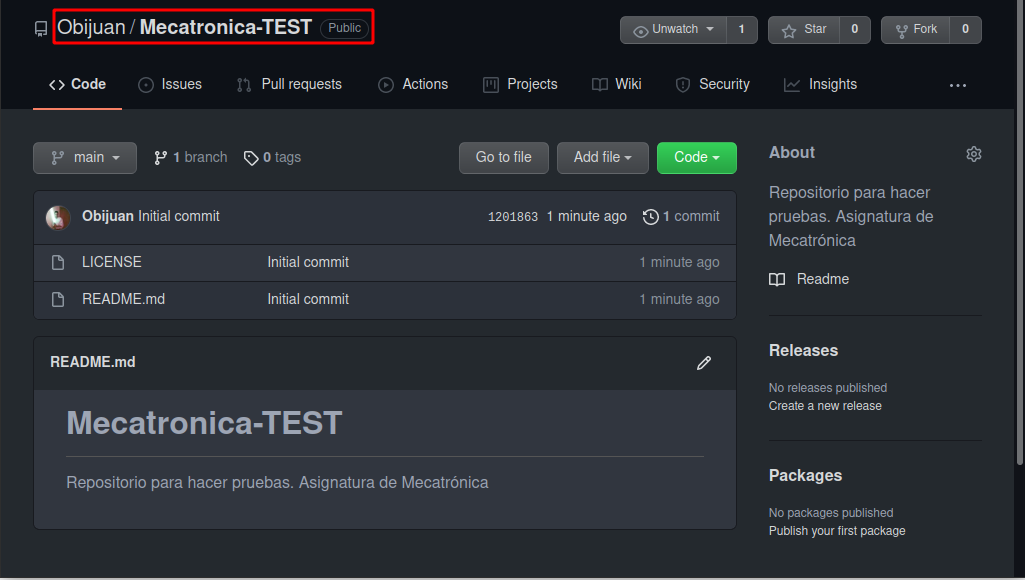 Obijuan / Mecatronica-TEST Public
Unwatch 1 Star 0 Fork 0
Code Issues Pull requests Actions Projects Wiki Security Insights ...
main 1 branch 0 tags Go to file Add file Code
Obijuan Initial commit 1201863 1 minute ago 1 commit
LICENSE Initial commit 1 minute ago
README.md Initial commit 1 minute ago
README.md
Mecatronica-TEST
Repositorio para hacer pruebas. Asignatura de Mecatrónica
About
Repositorio para hacer
pruebas. Asignatura de
Mecatrónica
Readme
Releases
No releases published
Create a new release
Packages
No packages published
Publish your first package